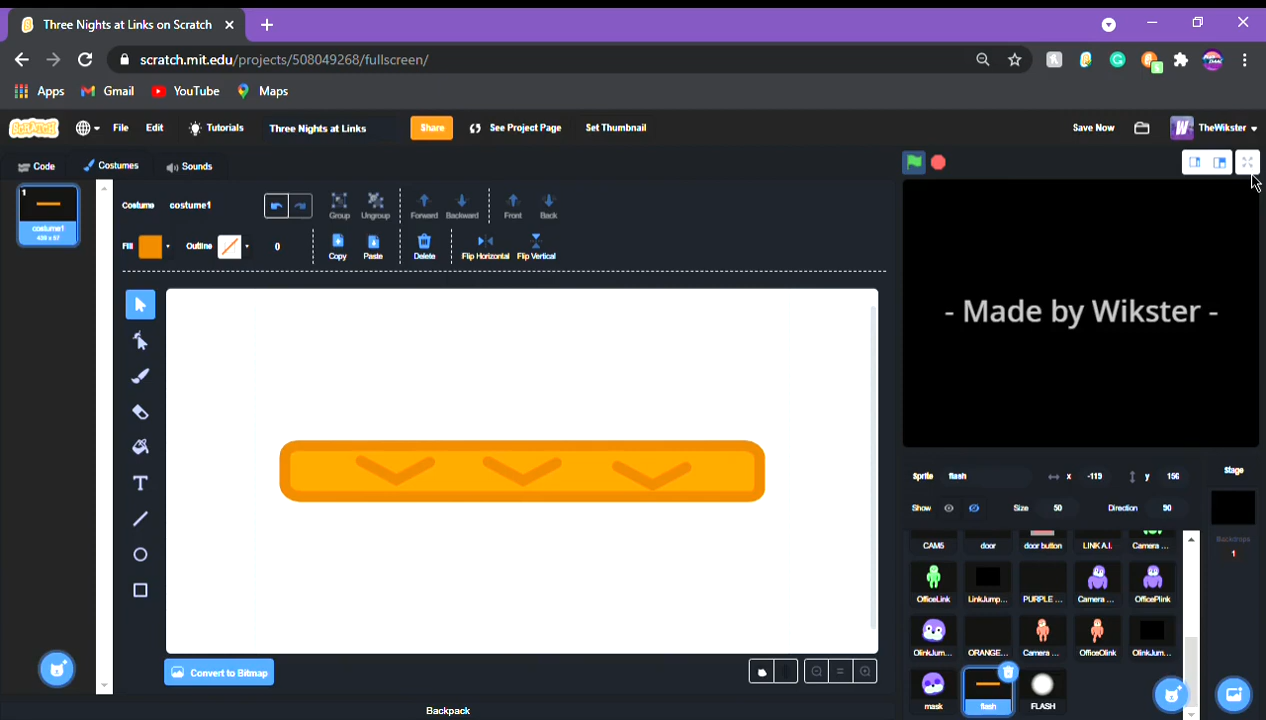 Three Nights at Links on Scratch
scratch.mit.edu/projects/508049268/fullscreen/
Apps Gmail YouTube Maps
SCRATCH File Edit Tutorials Three Nights at Links Share See Project Page Set Thumbnail Save Now TheWikster
Code Costumes Sounds
1
costume1
Costume costume1
Group Ungroup Forward Backward Front Back
Fill Outline 0
Copy Paste Delete Flip Horizontal Flip Vertical
- Made by Wikster -
Convert to Bitmap
Backpack
Sprite flash x -115 y 156
Show Size 50 Direction 90
Stage
Backdrops
1
CAM5 door door button LINK A.I. Camera ...
OfficeLink LinkJump... PURPLE ... Camera ... OfficePlink
OlinkJum... ORANGE... Camera ... OfficeOlink OlinkJum...
mask flash FLASH